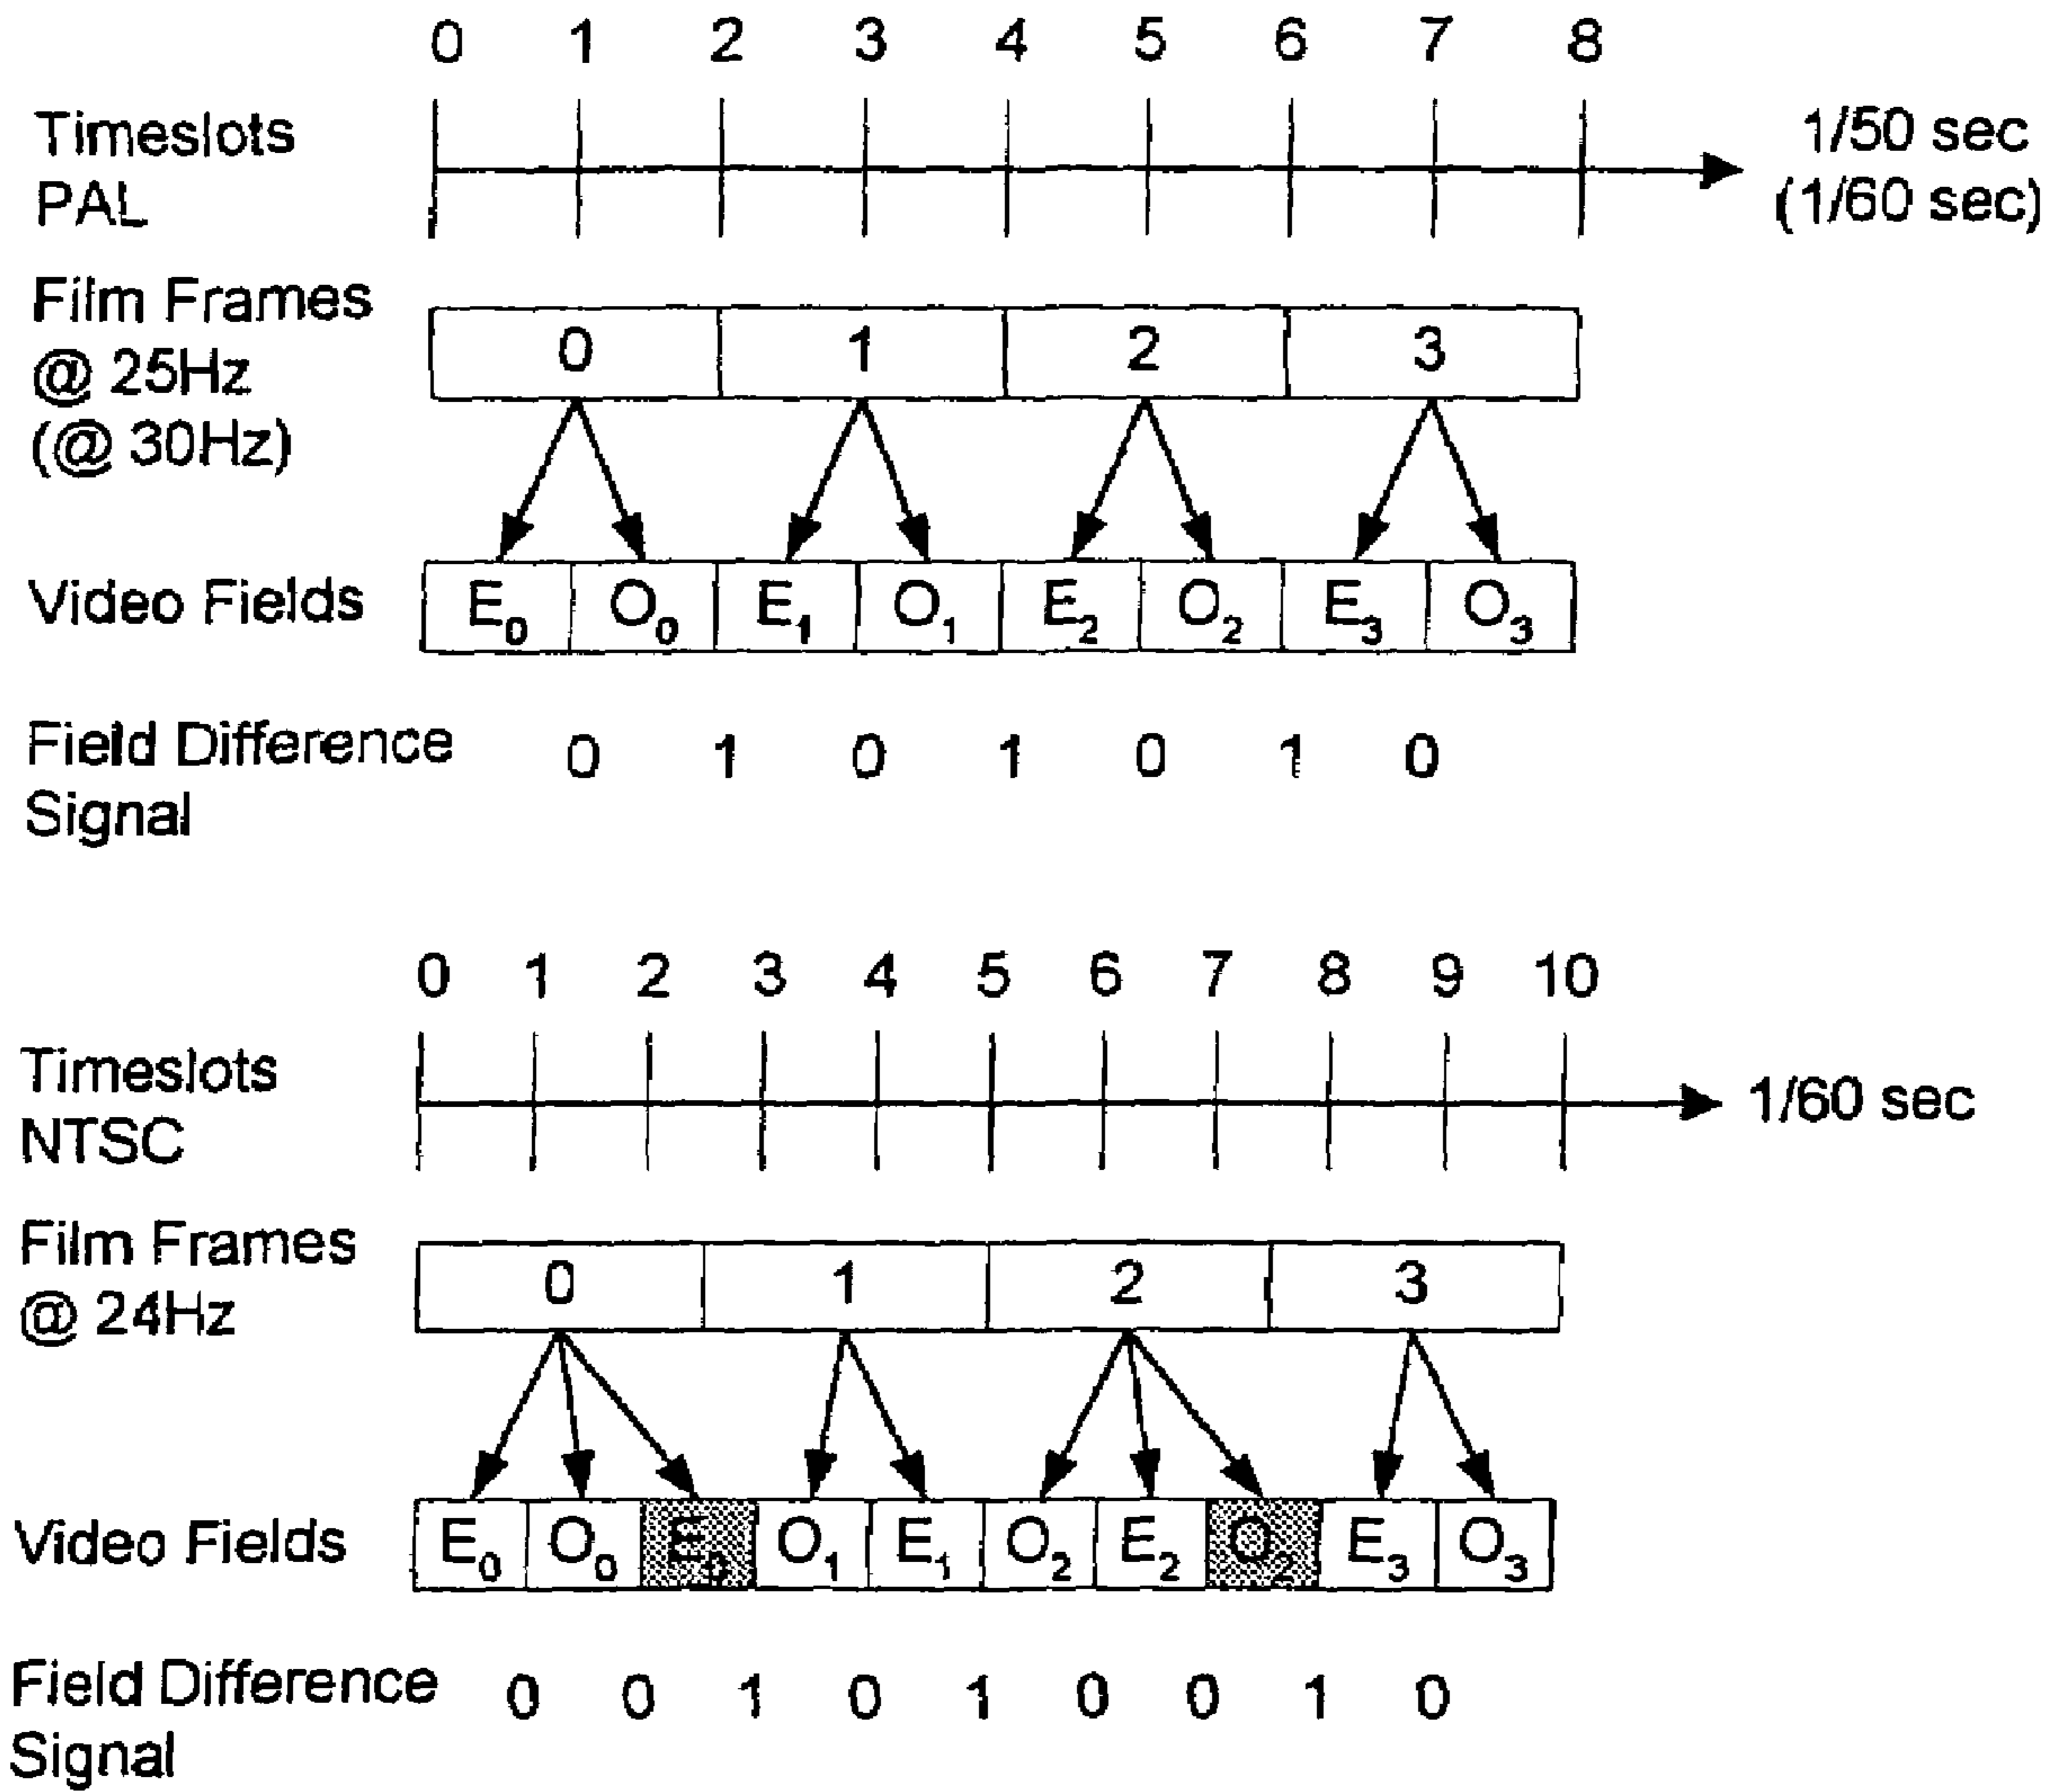 0 1 2 3 4 5 6 7 8
Timeslots
PAL
1/50 sec
(1/60 sec)
Film Frames
@ 25Hz
(@ 30Hz)
0 1 2 3
Video Fields
E₀ O₀ E₁ O₁ E₂ O₂ E₃ O₃
Field Difference
Signal
0 1 0 1 0 1 0
0 1 2 3 4 5 6 7 8 9 10
Timeslots
NTSC
1/60 sec
Film Frames
@ 24Hz
0 1 2 3
Video Fields
E₀ O₀ E₀ O₁ E₁ O₂ E₂ O₂ E₃ O₃
Field Difference
Signal
0 0 1 0 1 0 0 1 0